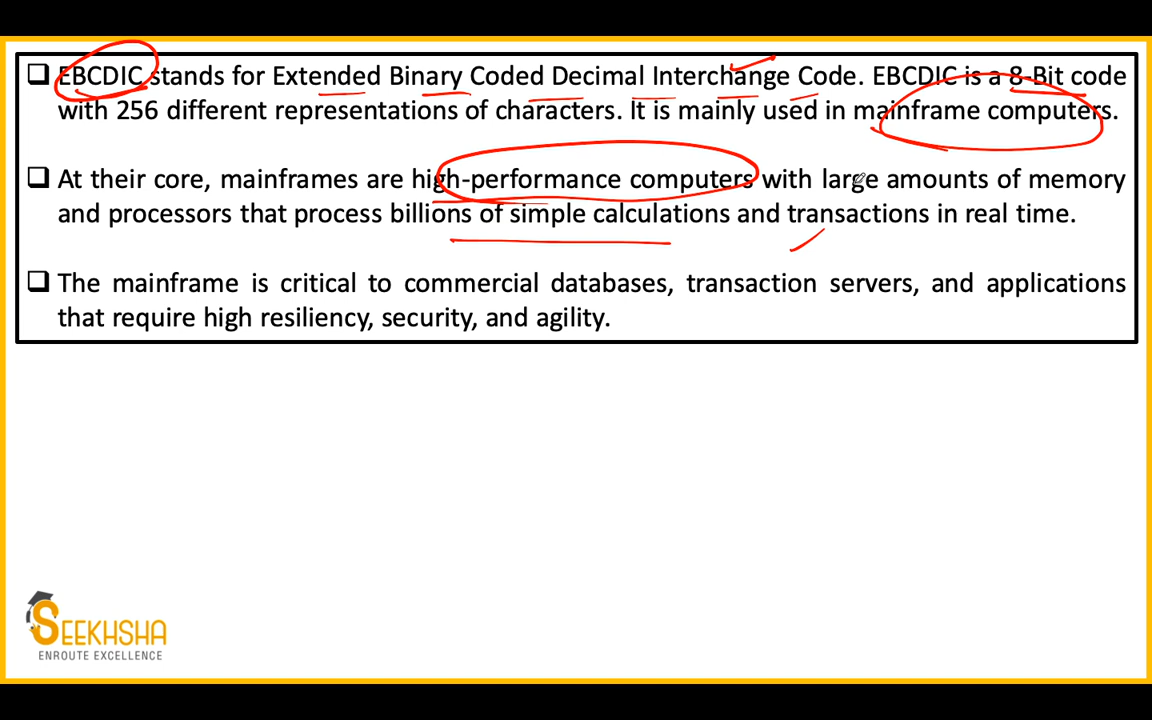 EBCDIC stands for Extended Binary Coded Decimal Interchange Code. EBCDIC is a 8-Bit code
with 256 different representations of characters. It is mainly used in mainframe computers.
At their core, mainframes are high-performance computers with large amounts of memory
and processors that process billions of simple calculations and transactions in real time.
The mainframe is critical to commercial databases, transaction servers, and applications
that require high resiliency, security, and agility.
SEEKHSHA
ENROUTE EXCELLENCE